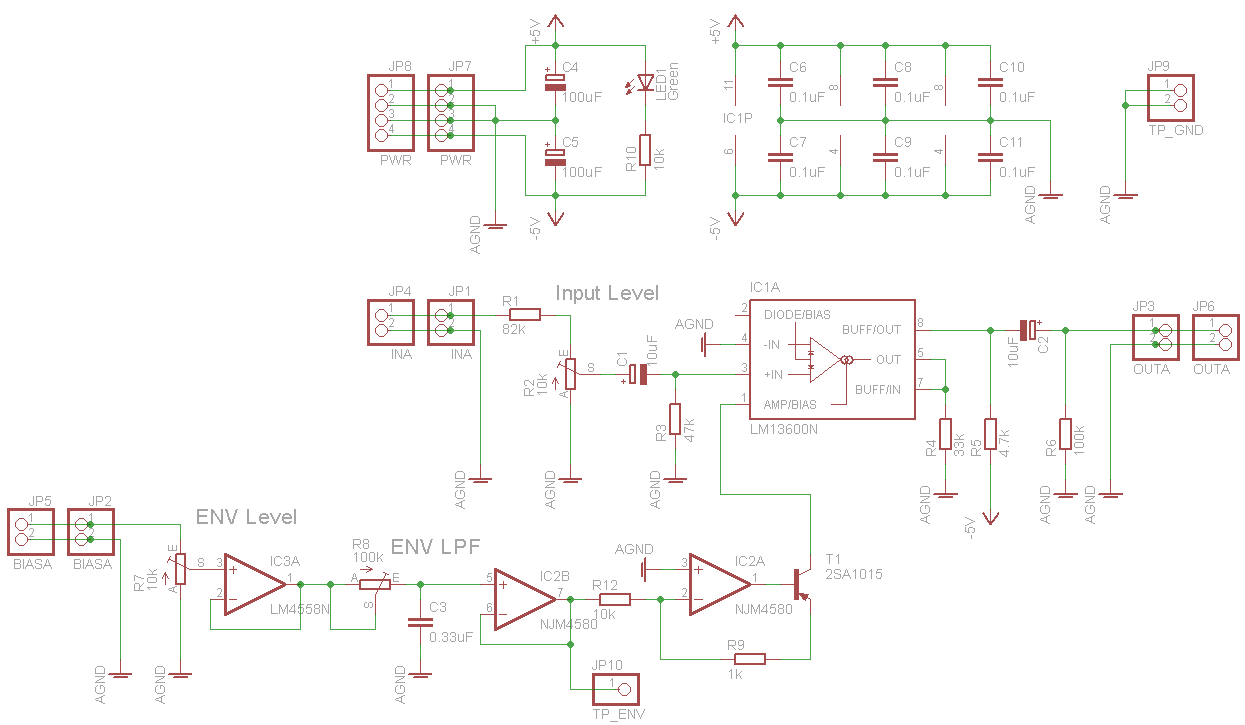 +5V
C4
100uF
C5
100uF
LED1
Green
R10
10k
-5V
AGND
JP8
1
2
3
4
PWR
JP7
1
2
3
4
PWR
+5V
11
IC1P
6
-5V
C6
0.1uF
C7
0.1uF
8
4
C8
0.1uF
C9
0.1uF
8
4
C10
0.1uF
C11
0.1uF
AGND
JP9
1
2
TP_GND
AGND
JP4
1
2
INA
JP1
1
2
INA
AGND
R1
82k
Input Level
R2
10k
E
S
A
AGND
C1
10uF
R3
47k
AGND
AGND
IC1A
2
4
3
1
DIODE/BIAS
-IN
+IN
AMP/BIAS
BUFF/OUT
OUT
BUFF/IN
8
5
7
LM13600N
R4
33k
AGND
R5
4.7k
-5V
10uF
C2
R6
100k
AGND
AGND
JP3
1
2
OUTA
JP6
1
2
OUTA
JP5
1
2
BIASA
JP2
1
2
BIASA
AGND
ENV Level
R7
10k
E
S
A
AGND
IC3A
3
+
2
−
1
LM4558N
R8
100k
A
E
S
ENV LPF
C3
0.33uF
AGND
IC2B
5
+
6
−
7
NJM4580
JP10
1
TP_ENV
R12
10k
AGND
IC2A
3
+
2
−
1
NJM4580
R9
1k
T1
2SA1015